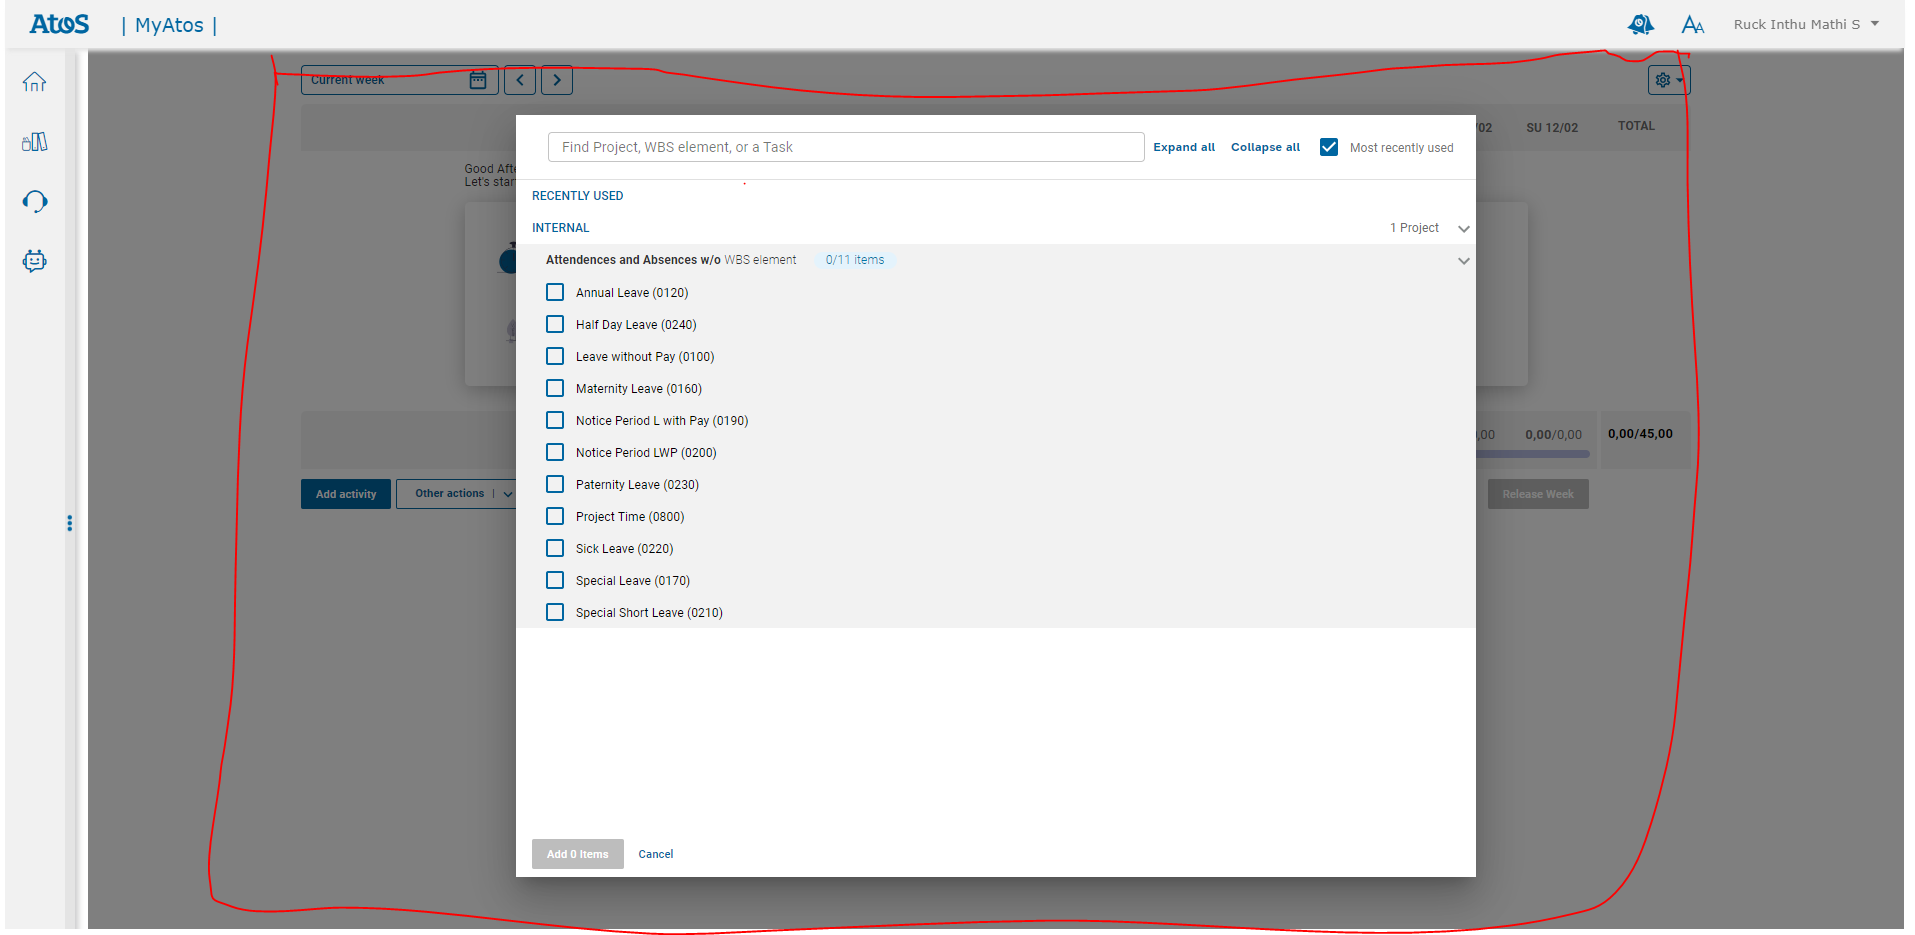 Atos | MyAtos |
Ruck Inthu Mathi S
Current week
02 SU 12/02 TOTAL
Good Afte
Let's star
Find Project, WBS element, or a Task
Expand all Collapse all Most recently used
RECENTLY USED
INTERNAL 1 Project
Attendences and Absences w/o WBS element 0/11 items
Annual Leave (0120)
Half Day Leave (0240)
Leave without Pay (0100)
Maternity Leave (0160)
Notice Period L with Pay (0190)
Notice Period LWP (0200)
Paternity Leave (0230)
Project Time (0800)
Sick Leave (0220)
Special Leave (0170)
Special Short Leave (0210)
,00 0,00/0,00 0,00/45,00
Add activity Other actions Release Week
Add 0 Items Cancel